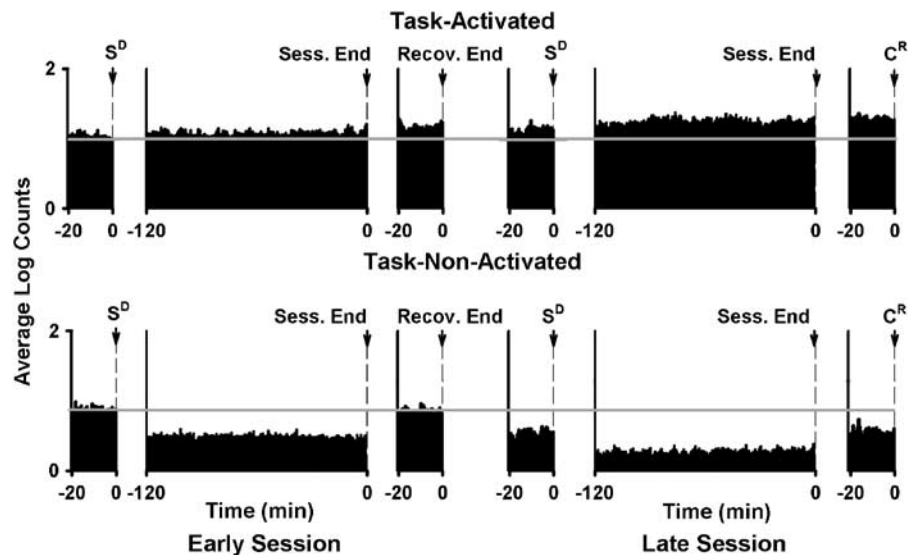 Task-Activated
S^D Sess. End Recov. End S^D Sess. End C^R
2
1
0
-20 0 -120 0 -20 0 -20 0 -120 0 -20 0
Average Log Counts
Task-Non-Activated
S^D Sess. End Recov. End S^D Sess. End C^R
2
1
0
-20 0 -120 0 -20 0 -20 0 -120 0 -20 0
Time (min) Time (min)
Early Session Late Session